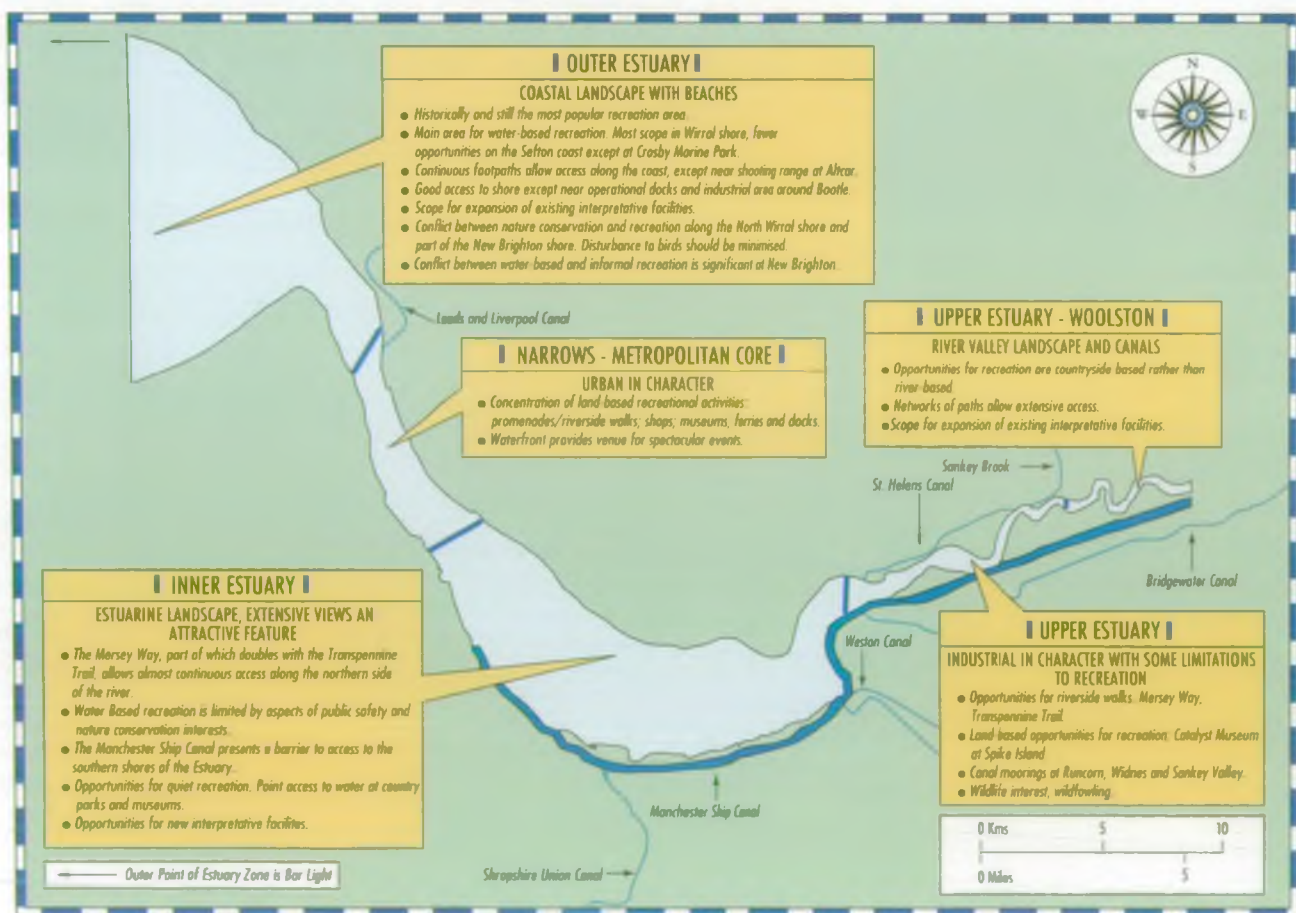 OUTER ESTUARY
COASTAL LANDSCAPE WITH BEACHES
● Historically and still the most popular recreation area.
● Main area for water-based recreation. Most scope in Wirral shore, fewer
opportunities on the Sefton coast except at Crosby Marine Park.
● Continuous footpaths allow access along the coast, except near shooting range at Altcar.
● Good access to shore except near operational docks and industrial area around Bootle.
● Scope for expansion of existing interpretative facilities.
● Conflict between nature conservation and recreation along the North Wirral shore and
part of the New Brighton shore. Disturbance to birds should be minimised.
● Conflict between water-based and informal recreation is significant at New Brighton.
N
W
E
S
Leeds and Liverpool Canal
NARROWS - METROPOLITAN CORE
URBAN IN CHARACTER
● Concentration of land-based recreational activities:
promenades/riverside walks; shops; museums, ferries and docks.
● Waterfront provides venue for spectacular events.
UPPER ESTUARY - WOOLSTON
RIVER VALLEY LANDSCAPE AND CANALS
● Opportunities for recreation are countryside based rather than
river-based.
● Networks of paths allow extensive access.
● Scope for expansion of existing interpretative facilities.
Sankey Brook
St. Helens Canal
Bridgewater Canal
INNER ESTUARY
ESTUARINE LANDSCAPE, EXTENSIVE VIEWS AN
ATTRACTIVE FEATURE
● The Mersey Way, part of which doubles with the Transpennine
Trail, allows almost continuous access along the northern side
of the river.
● Water Based recreation is limited by aspects of public safety and
nature conservation interests.
● The Manchester Ship Canal presents a barrier to access to the
southern shores of the Estuary.
● Opportunities for quiet recreation. Point access to water at country
parks and museums.
● Opportunities for new interpretative facilites.
Weston Canal
UPPER ESTUARY
INDUSTRIAL IN CHARACTER WITH SOME LIMITATIONS
TO RECREATION
● Opportunities for riverside walks. Mersey Way,
Transpennine Trail.
● Land-based opportunities for recreation: Catalyst Museum
at Spike Island
● Canal moorings at Runcorn, Widnes and Sankey Valley.
● Wildlife interest, wildfowling.
Manchester Ship Canal
Shropshire Union Canal
0 Kms 5 10
0 Miles 5
Outer Point of Estuary Zone is Bar Light